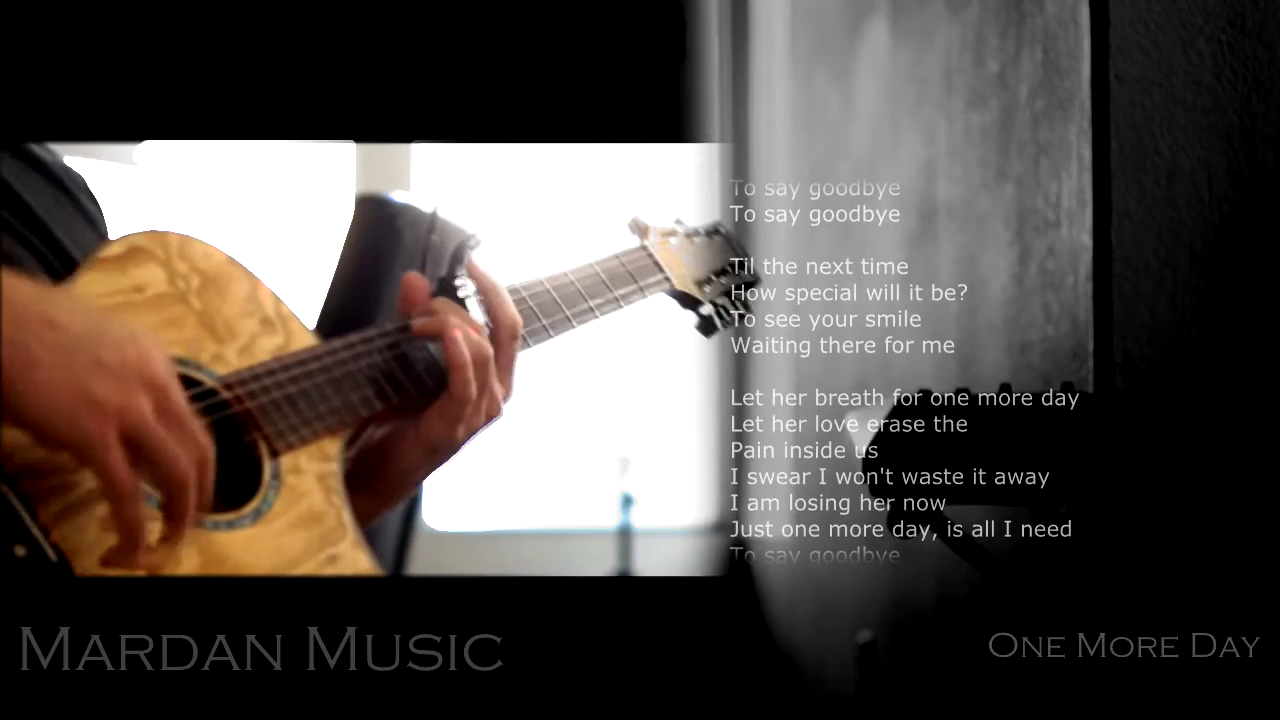 To say goodbye
To say goodbye
Til the next time
How special will it be?
To see your smile
Waiting there for me
Let her breath for one more day
Let her love erase the
Pain inside us
I swear I won't waste it away
I am losing her now
Just one more day, is all I need
To say goodbye
Mardan Music
One More Day